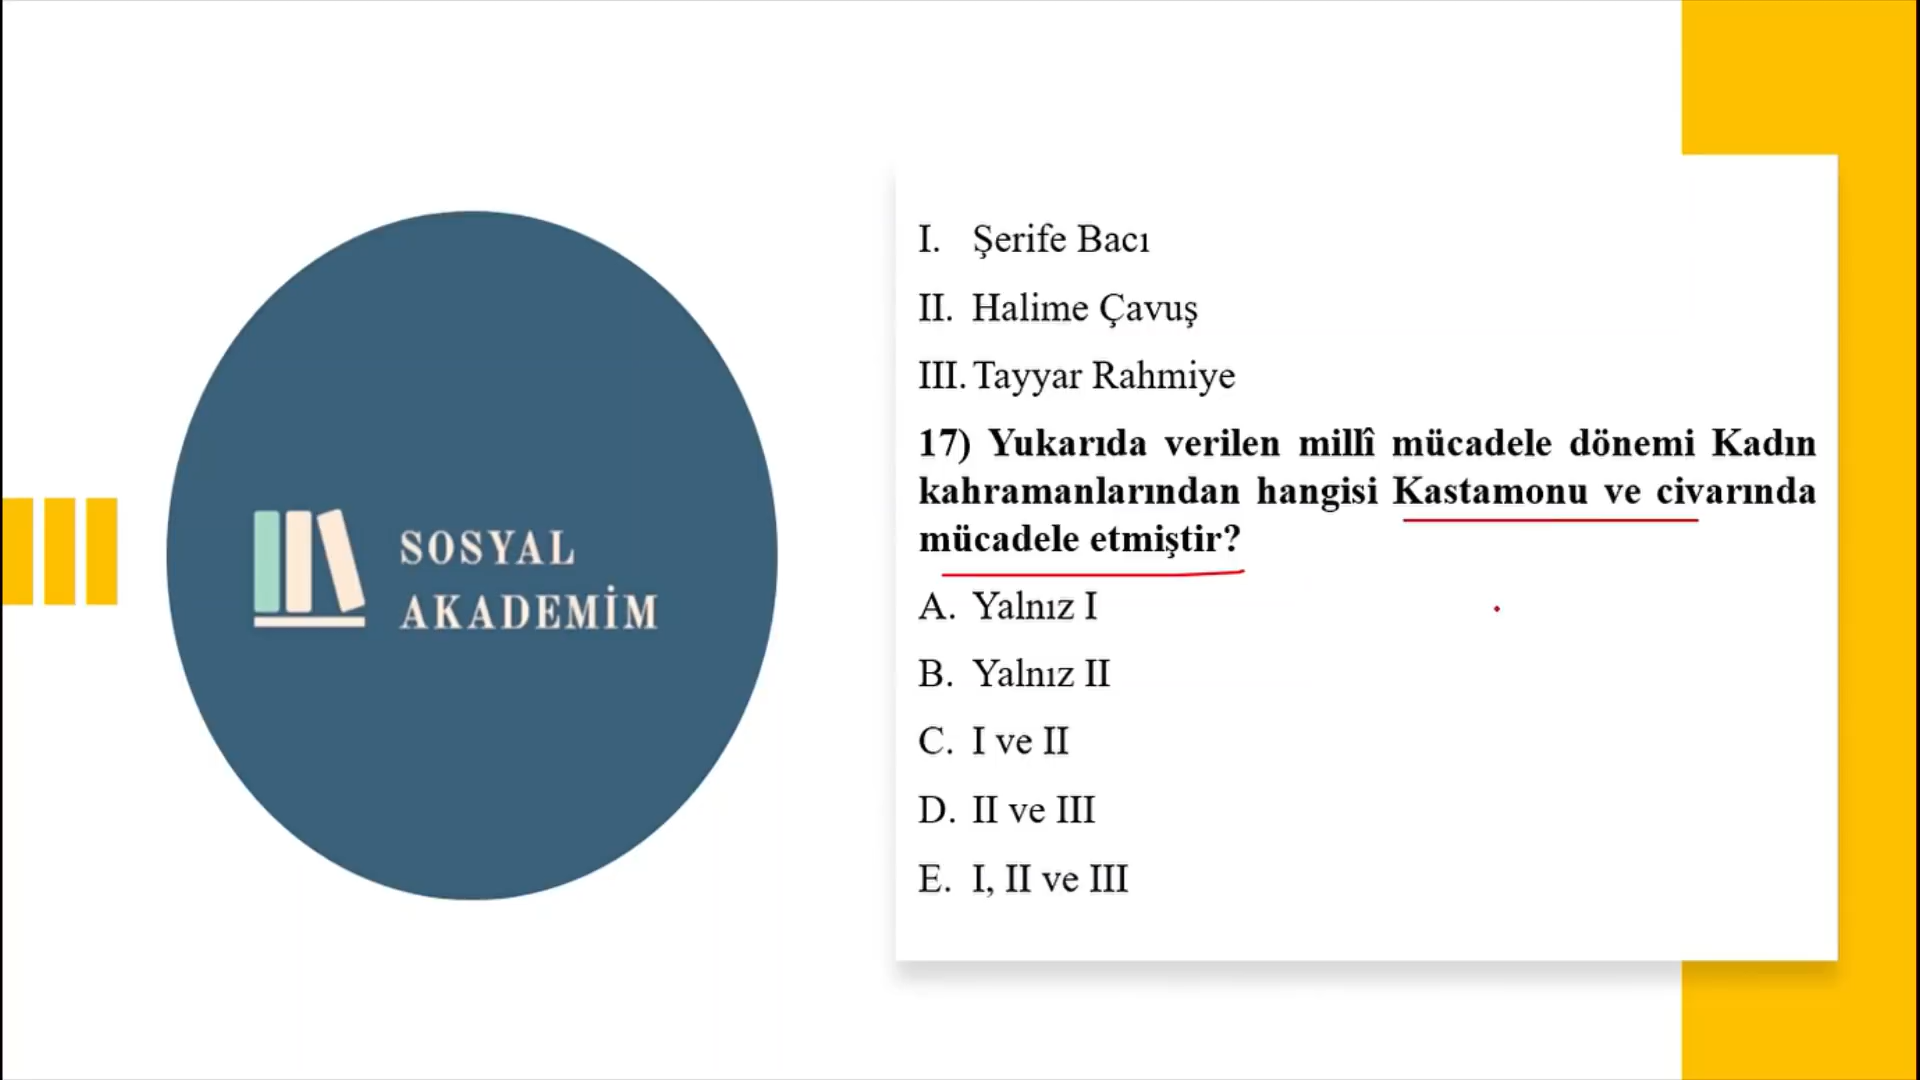 SOSYAL
AKADEMİM
I. Şerife Bacı
II. Halime Çavuş
III. Tayyar Rahmiye
17) Yukarıda verilen millî mücadele dönemi Kadın
kahramanlarından hangisi Kastamonu ve civarında
mücadele etmiştir?
A. Yalnız I
B. Yalnız II
C. I ve II
D. II ve III
E. I, II ve III